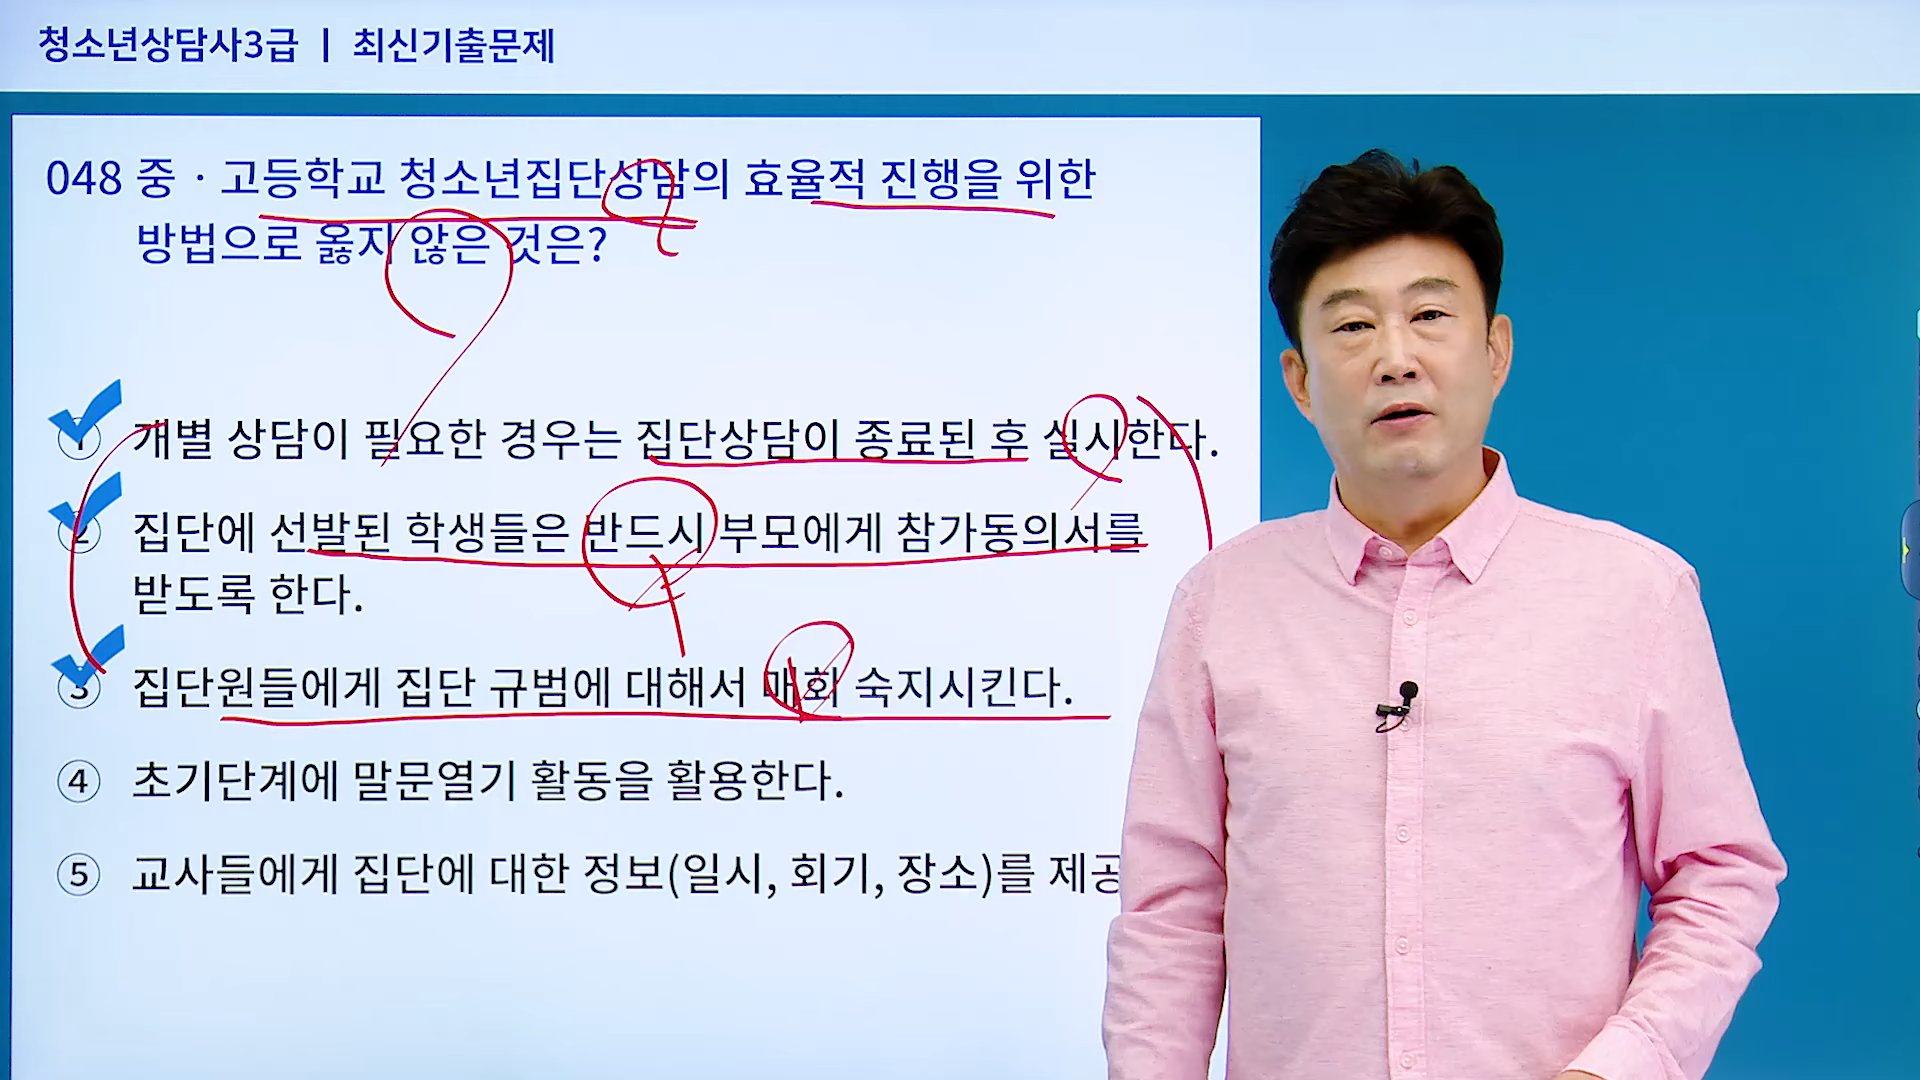 청소년상담사3급 | 최신기출문제
048 중 · 고등학교 청소년집단상담의 효율적 진행을 위한
방법으로 옳지 않은 것은?
① 개별 상담이 필요한 경우는 집단상담이 종료된 후 실시한다.
② 집단에 선발된 학생들은 반드시 부모에게 참가동의서를
받도록 한다.
③ 집단원들에게 집단 규범에 대해서 매회 숙지시킨다.
④ 초기단계에 말문열기 활동을 활용한다.
⑤ 교사들에게 집단에 대한 정보(일시, 회기, 장소)를 제공